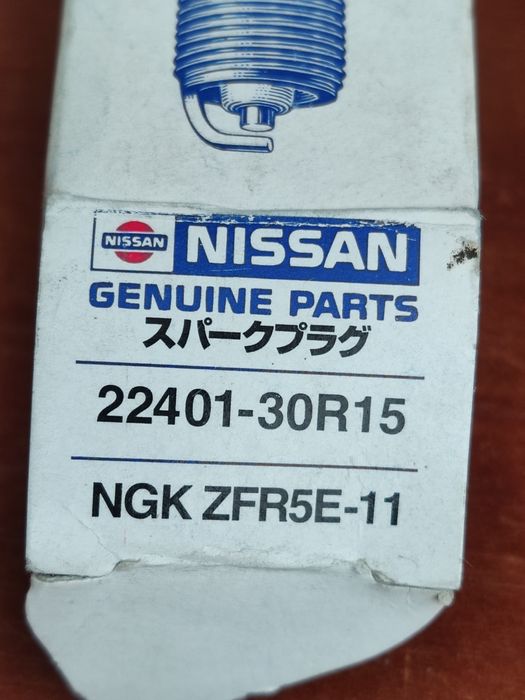 NISSAN NISSAN
GENUINE PARTS
スパークプラグ
22401-30R15
NGK ZFR5E-11